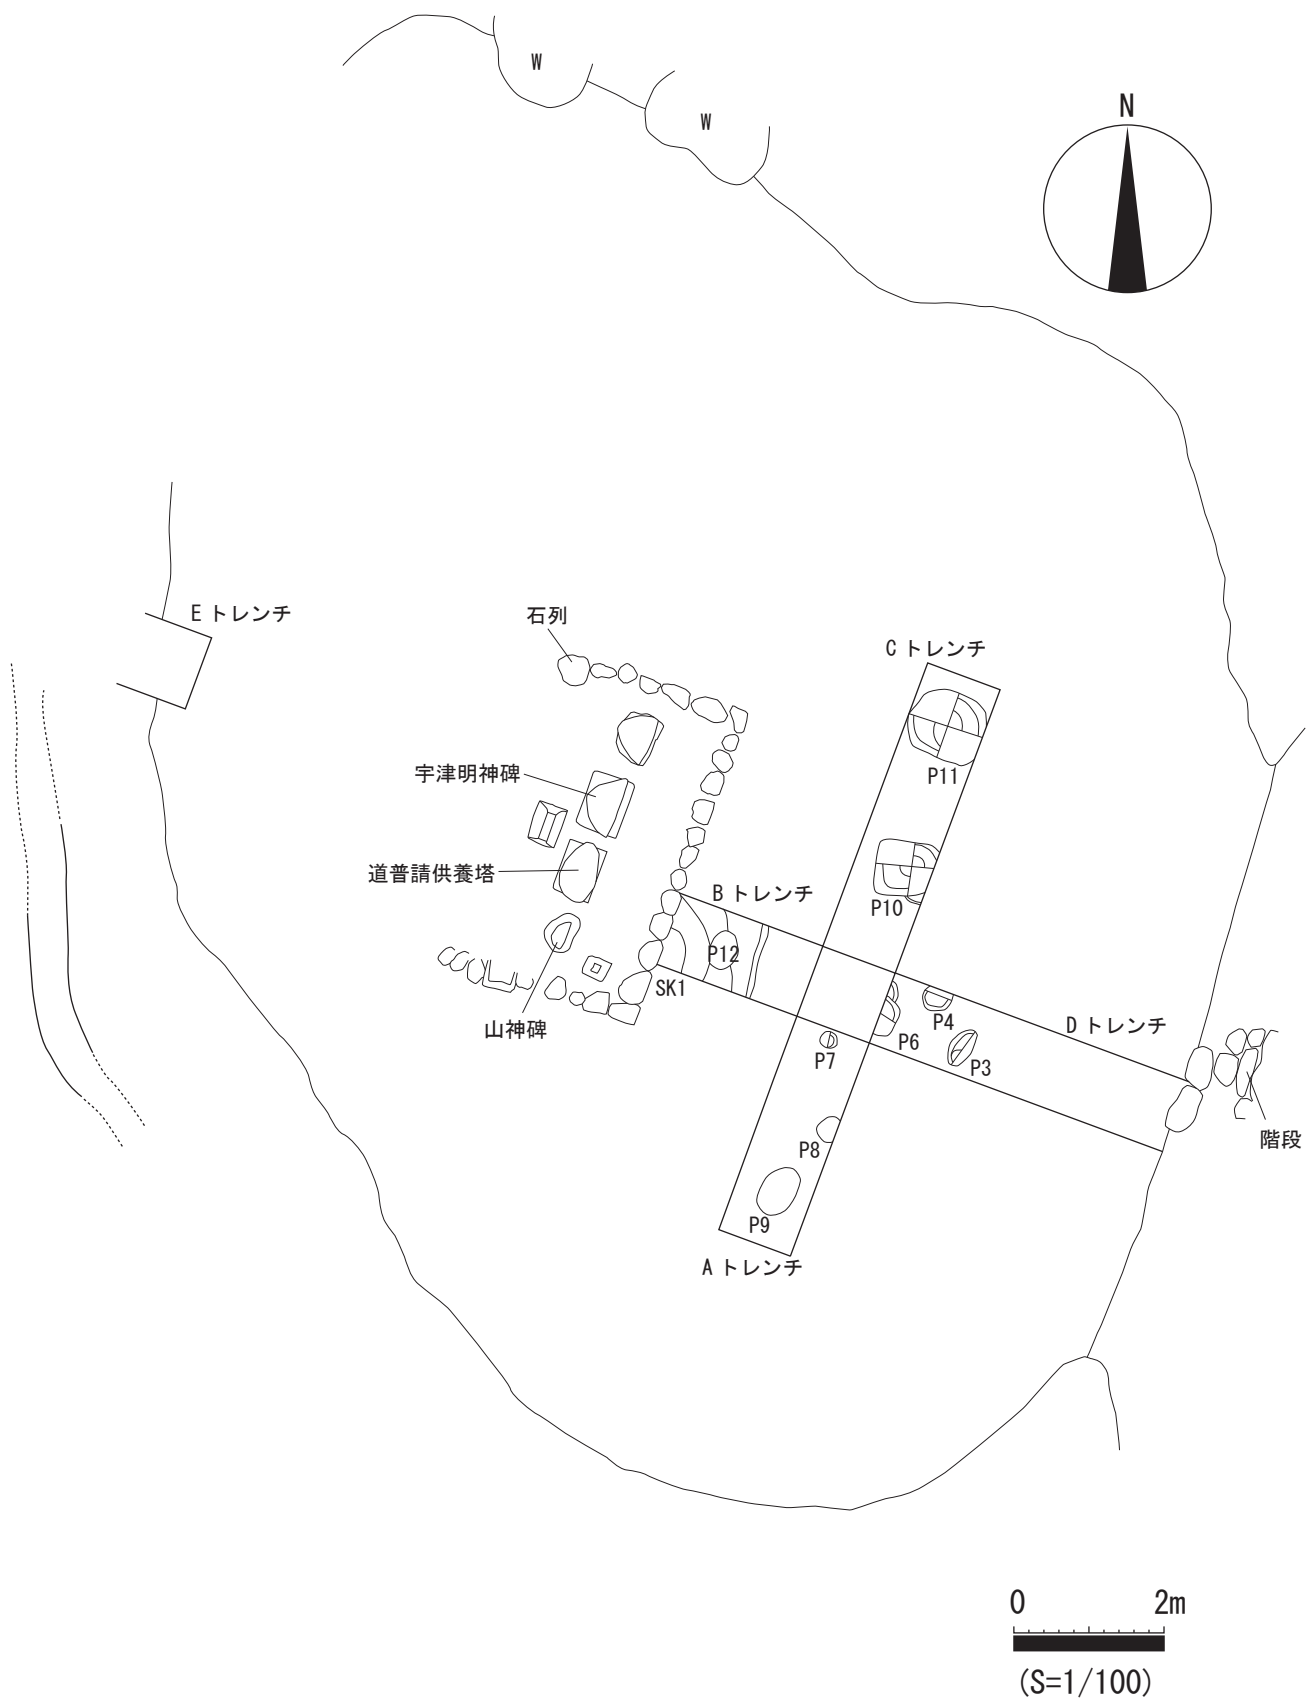 W
W
N
E トレンチ
石列
C トレンチ
P11
宇津明神碑
道普請供養塔
B トレンチ
P10
P12
SK1
山神碑
P4
D トレンチ
P6
P7
P3
P8
階段
P9
A トレンチ
0 2m
(S=1/100)